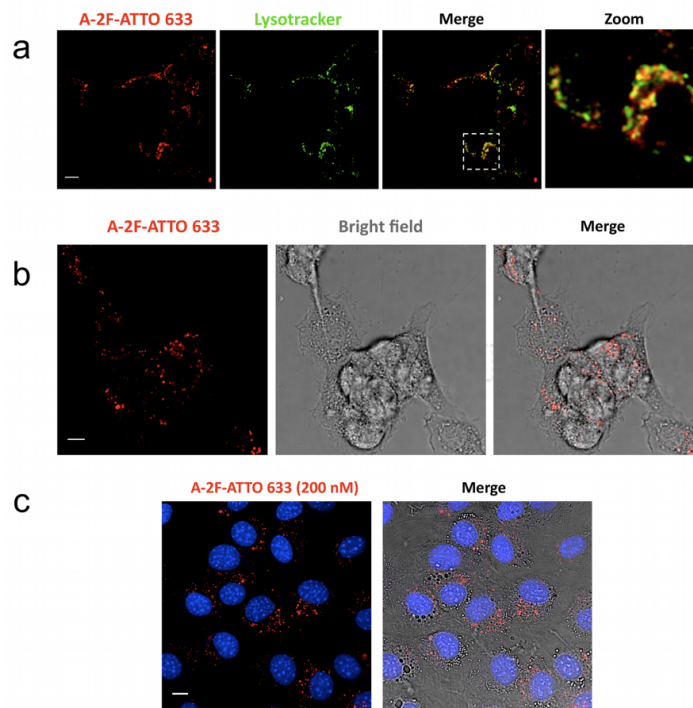 A-2F-ATTO 633 Lysotracker Merge Zoom
a
A-2F-ATTO 633 Bright field Merge
b
A-2F-ATTO 633 (200 nM) Merge
c